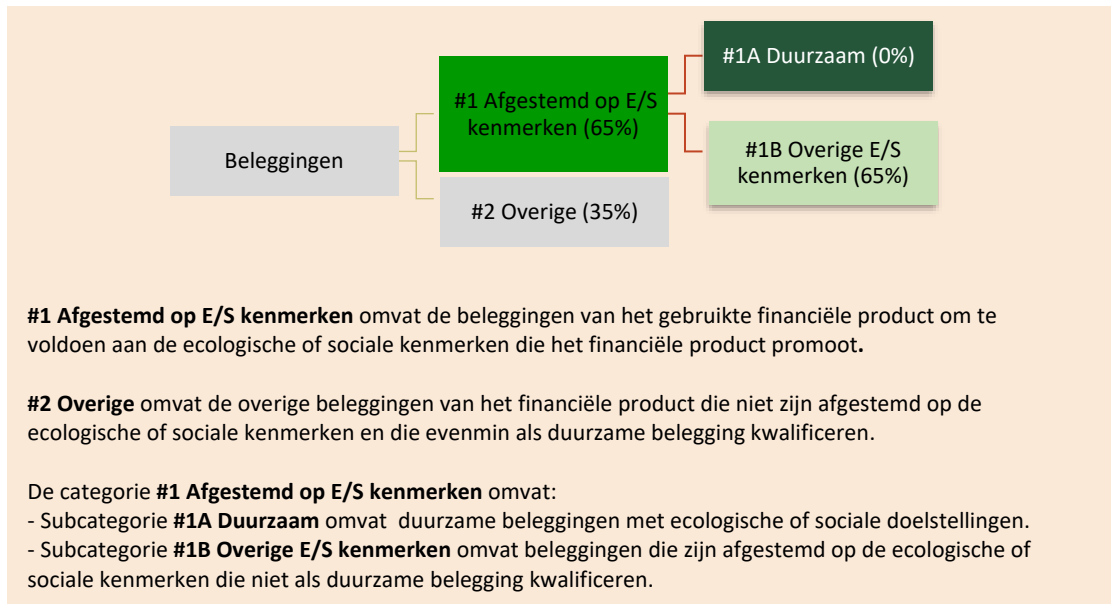 #1A Duurzaam (0%)
#1 Afgestemd op E/S
kenmerken (65%)
Beleggingen
#1B Overige E/S
kenmerken (65%)
#2 Overige (35%)
#1 Afgestemd op E/S kenmerken omvat de beleggingen van het gebruikte financiële product om te
voldoen aan de ecologische of sociale kenmerken die het financiële product promoot.
#2 Overige omvat de overige beleggingen van het financiële product die niet zijn afgestemd op de
ecologische of sociale kenmerken en die evenmin als duurzame belegging kwalificeren.
De categorie #1 Afgestemd op E/S kenmerken omvat:
- Subcategorie #1A Duurzaam omvat  duurzame beleggingen met ecologische of sociale doelstellingen.
- Subcategorie #1B Overige E/S kenmerken omvat beleggingen die zijn afgestemd op de ecologische of
sociale kenmerken die niet als duurzame belegging kwalificeren.